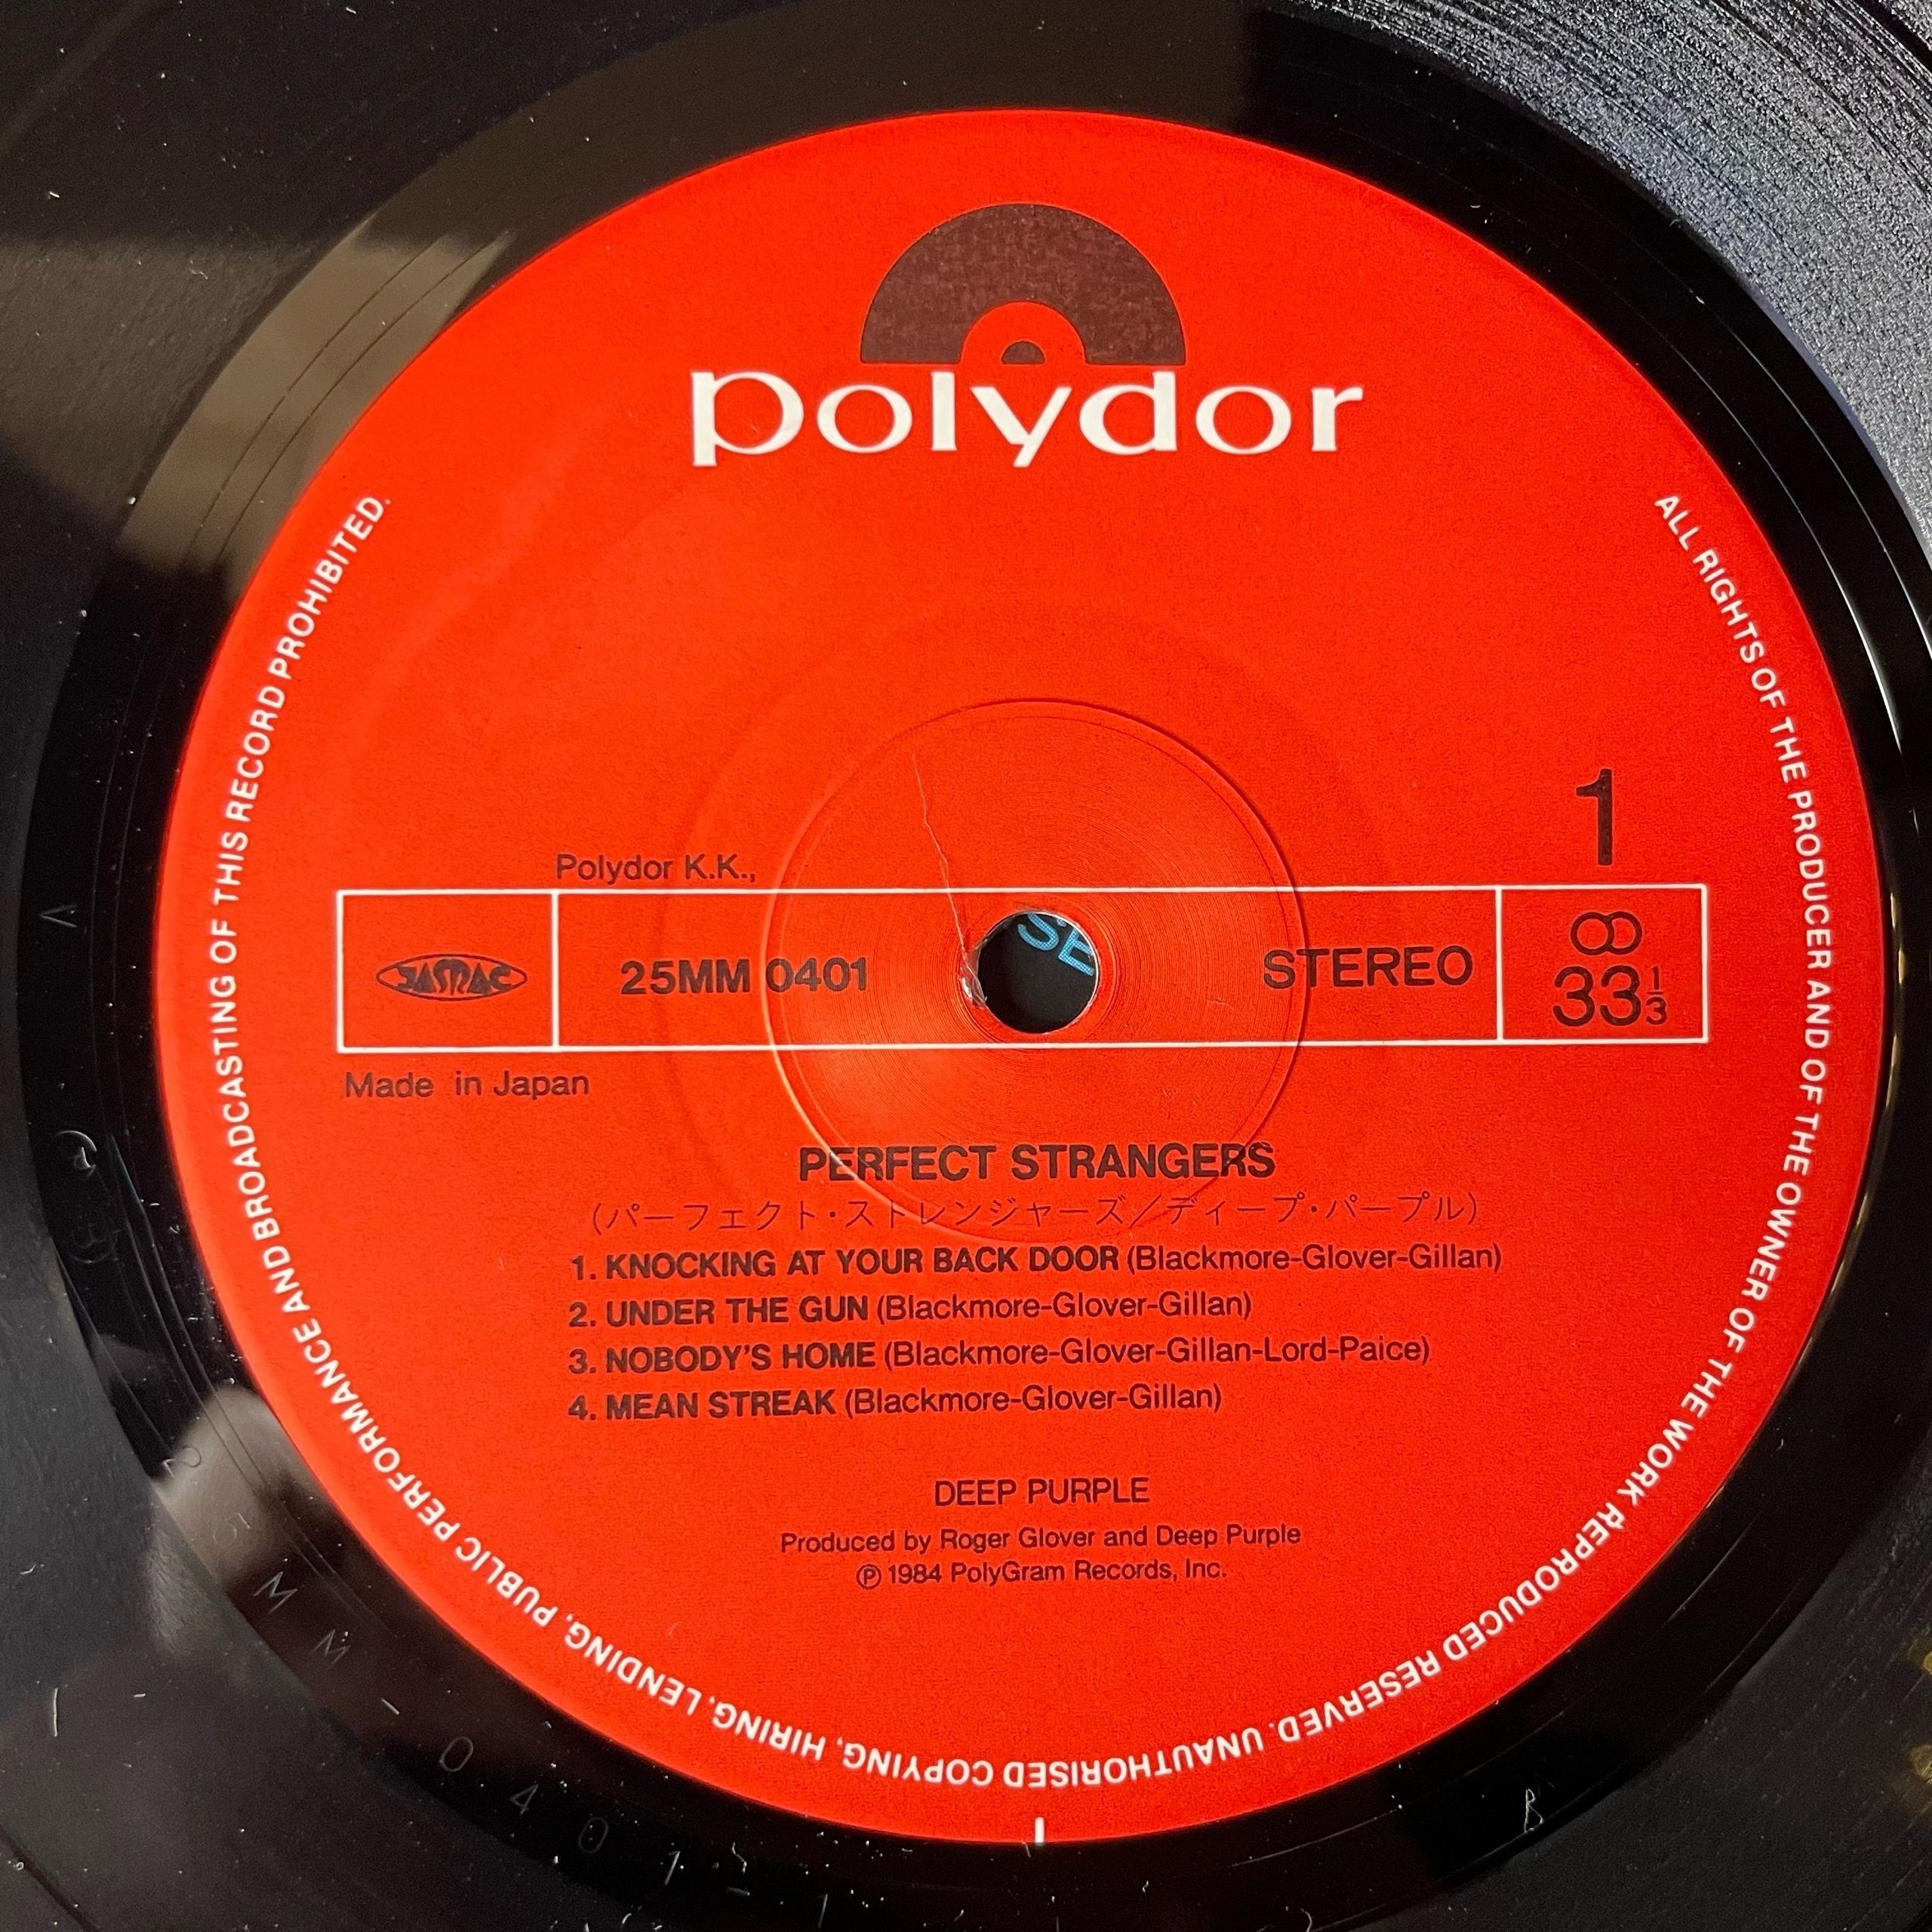 polydor
ALL RIGHTS OF THE PRODUCER AND OF THE OWNER OF THE WORK REPRODUCED RESERVED. UNAUTHORISED COPYING, HIRING, LENDING, PUBLIC PERFORMANCE AND BROADCASTING OF THIS RECORD PROHIBITED.
1
Polydor K.K.,
JASRAC
25MM 0401
SE
STEREO
33 1/3
Made in Japan
PERFECT STRANGERS
(パーフェクト・ストレンジャーズ/ディープ・パープル)
1. KNOCKING AT YOUR BACK DOOR (Blackmore-Glover-Gillan)
2. UNDER THE GUN (Blackmore-Glover-Gillan)
3. NOBODY'S HOME (Blackmore-Glover-Gillan-Lord-Paice)
4. MEAN STREAK (Blackmore-Glover-Gillan)
DEEP PURPLE
Produced by Roger Glover and Deep Purple
Ⓟ 1984 PolyGram Records, Inc.
25MM-0401
B